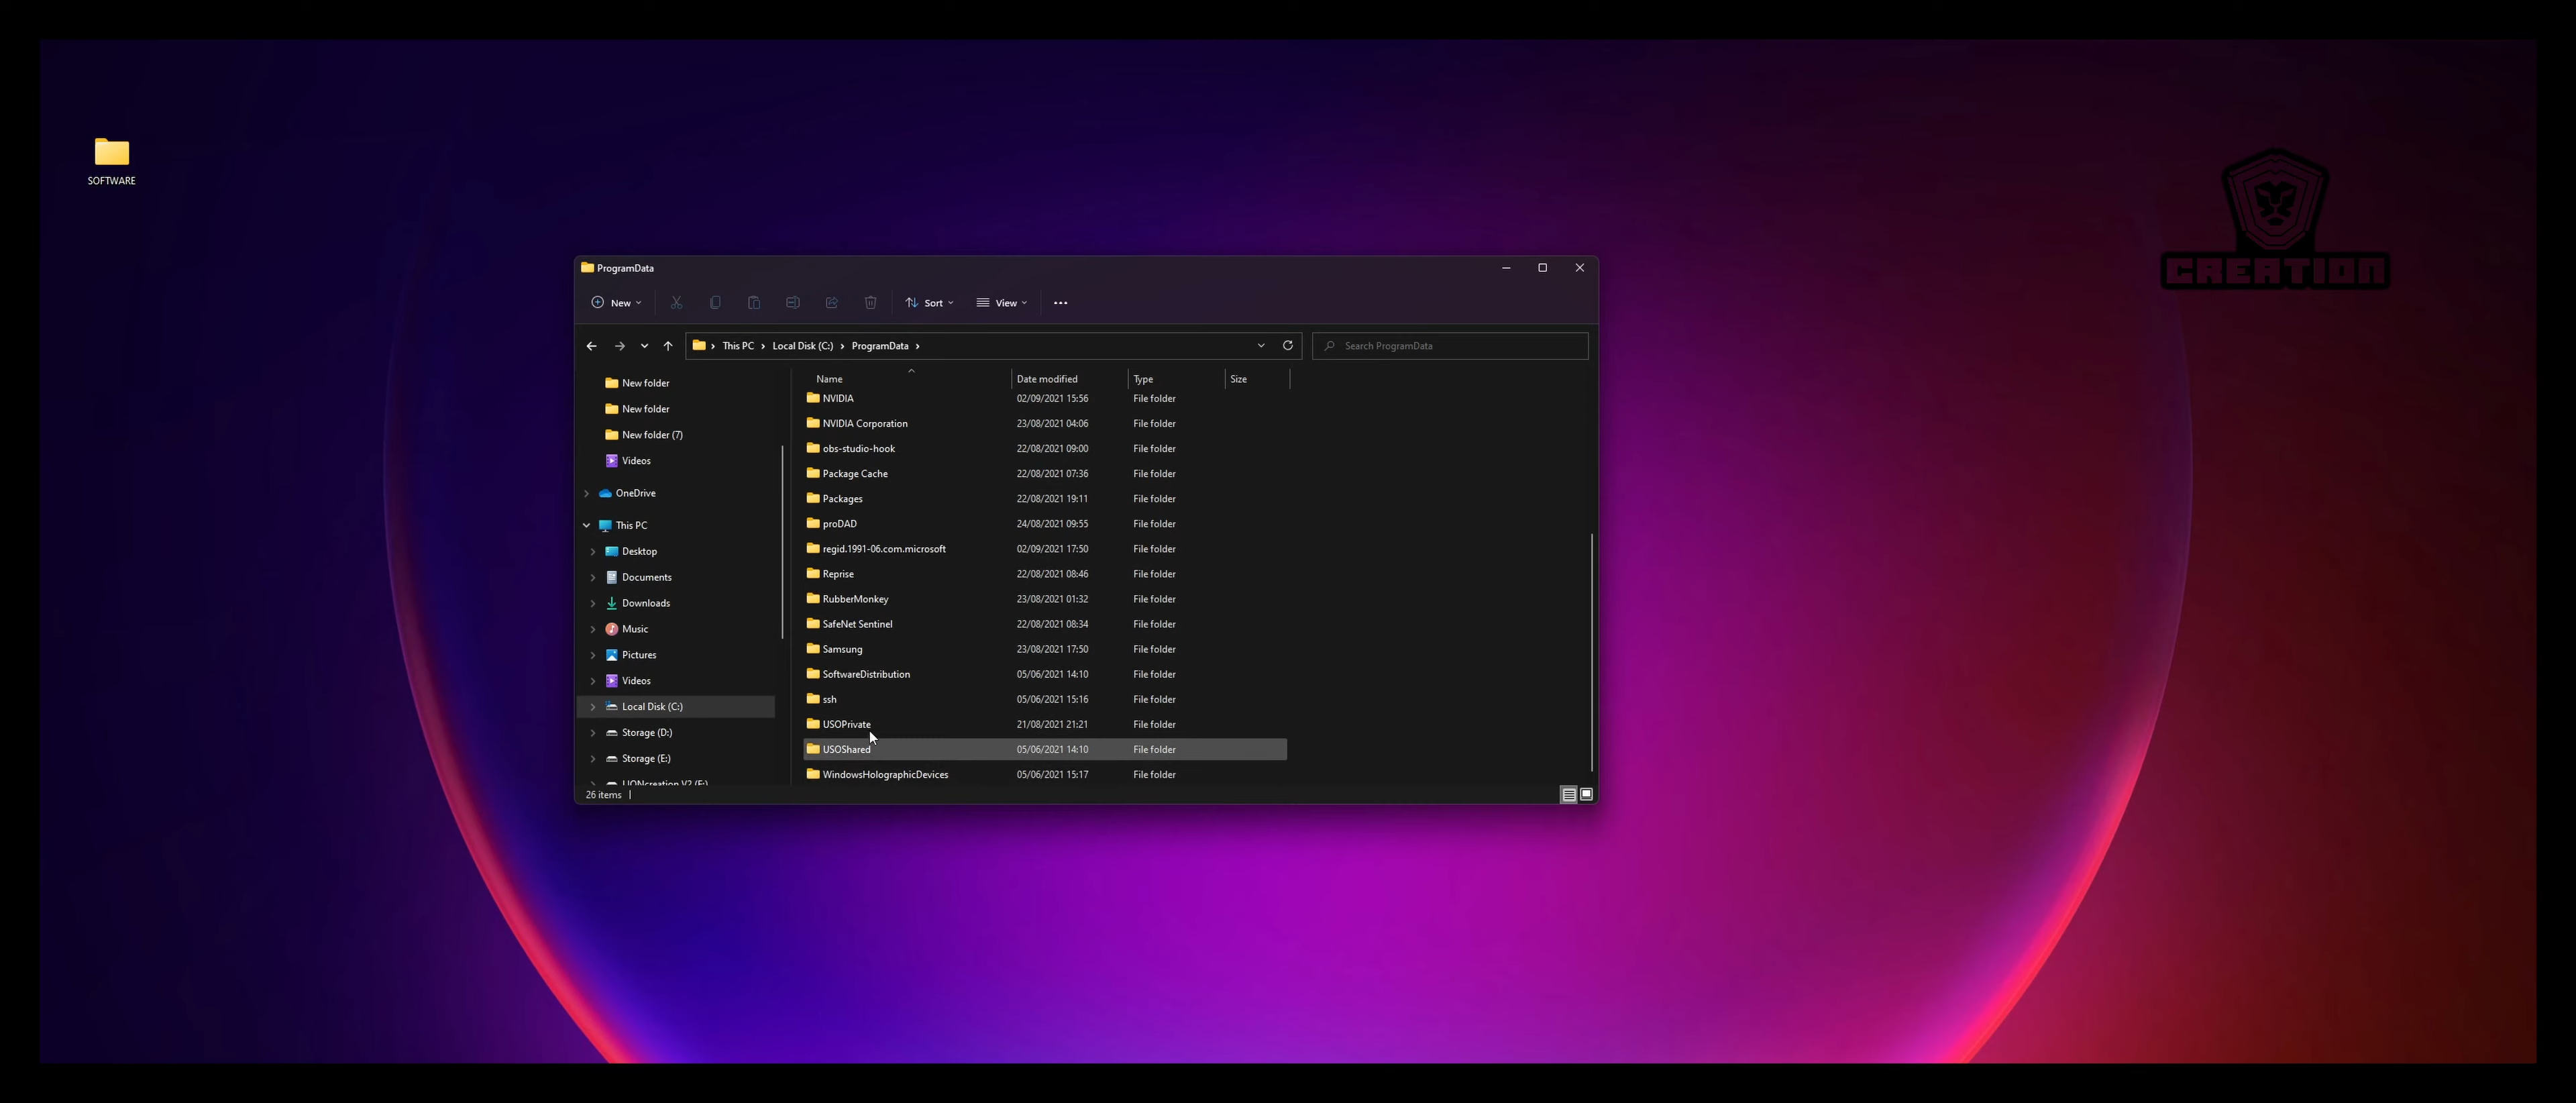 SOFTWARE
CREATION
ProgramData
New Sort View
This PC Local Disk (C:) ProgramData Search ProgramData
New folder
New folder
New folder (7)
Videos
OneDrive
This PC
Desktop
Documents
Downloads
Music
Pictures
Videos
Local Disk (C:)
Storage (D:)
Storage (E:)
Name Date modified Type Size
NVIDIA 02/09/2021 15:56 File folder
NVIDIA Corporation 23/08/2021 04:06 File folder
obs-studio-hook 22/08/2021 09:00 File folder
Package Cache 22/08/2021 07:36 File folder
Packages 22/08/2021 19:11 File folder
proDAD 24/08/2021 09:55 File folder
regid.1991-06.com.microsoft 02/09/2021 17:50 File folder
Reprise 22/08/2021 08:46 File folder
RubberMonkey 23/08/2021 01:32 File folder
SafeNet Sentinel 22/08/2021 08:34 File folder
Samsung 23/08/2021 17:50 File folder
SoftwareDistribution 05/06/2021 14:10 File folder
ssh 05/06/2021 15:16 File folder
USOPrivate 21/08/2021 21:21 File folder
USOShared 05/06/2021 14:10 File folder
WindowsHolographicDevices 05/06/2021 15:17 File folder
26 items